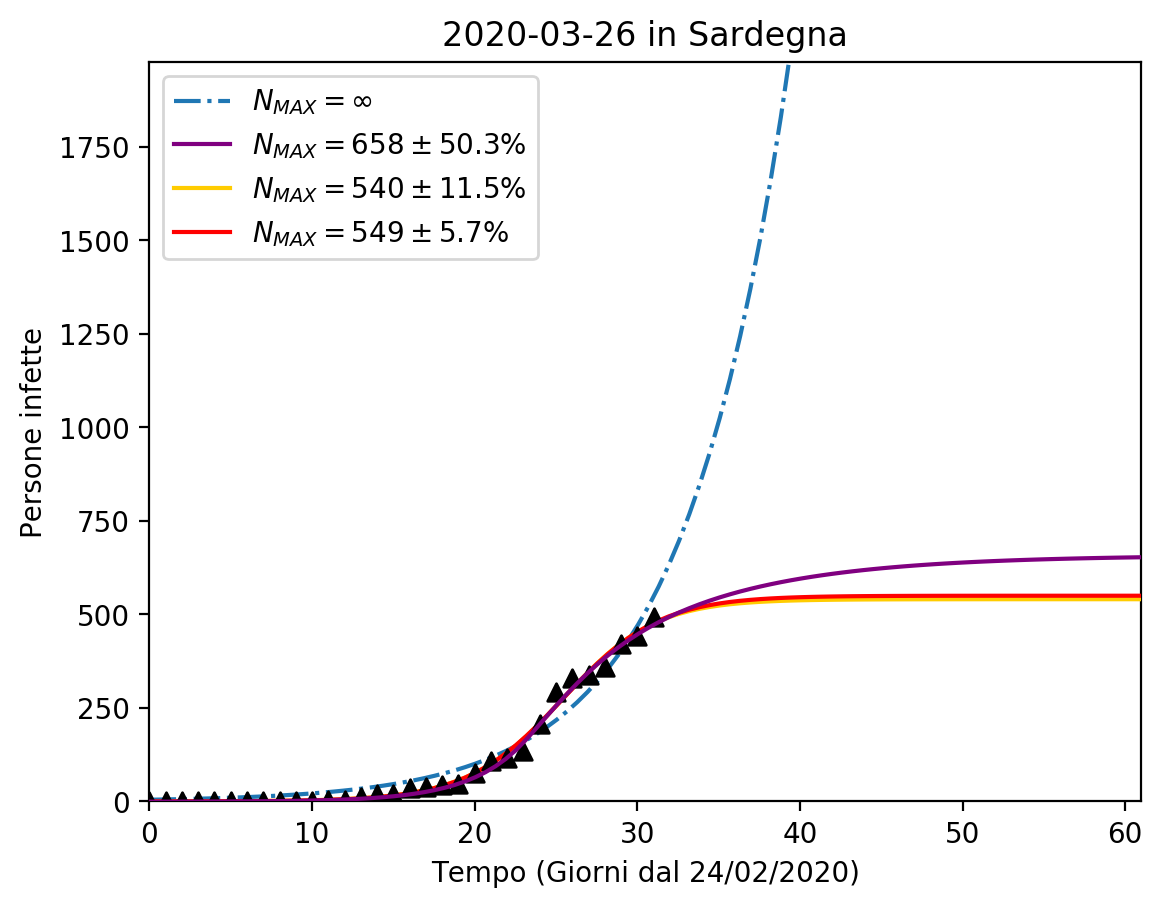 2020-03-26 in Sardegna
N_MAX = ∞
N_MAX = 658 ± 50.3%
N_MAX = 540 ± 11.5%
N_MAX = 549 ± 5.7%
Persone infette
1750
1500
1250
1000
750
500
250
0
0 10 20 30 40 50 60
Tempo (Giorni dal 24/02/2020)